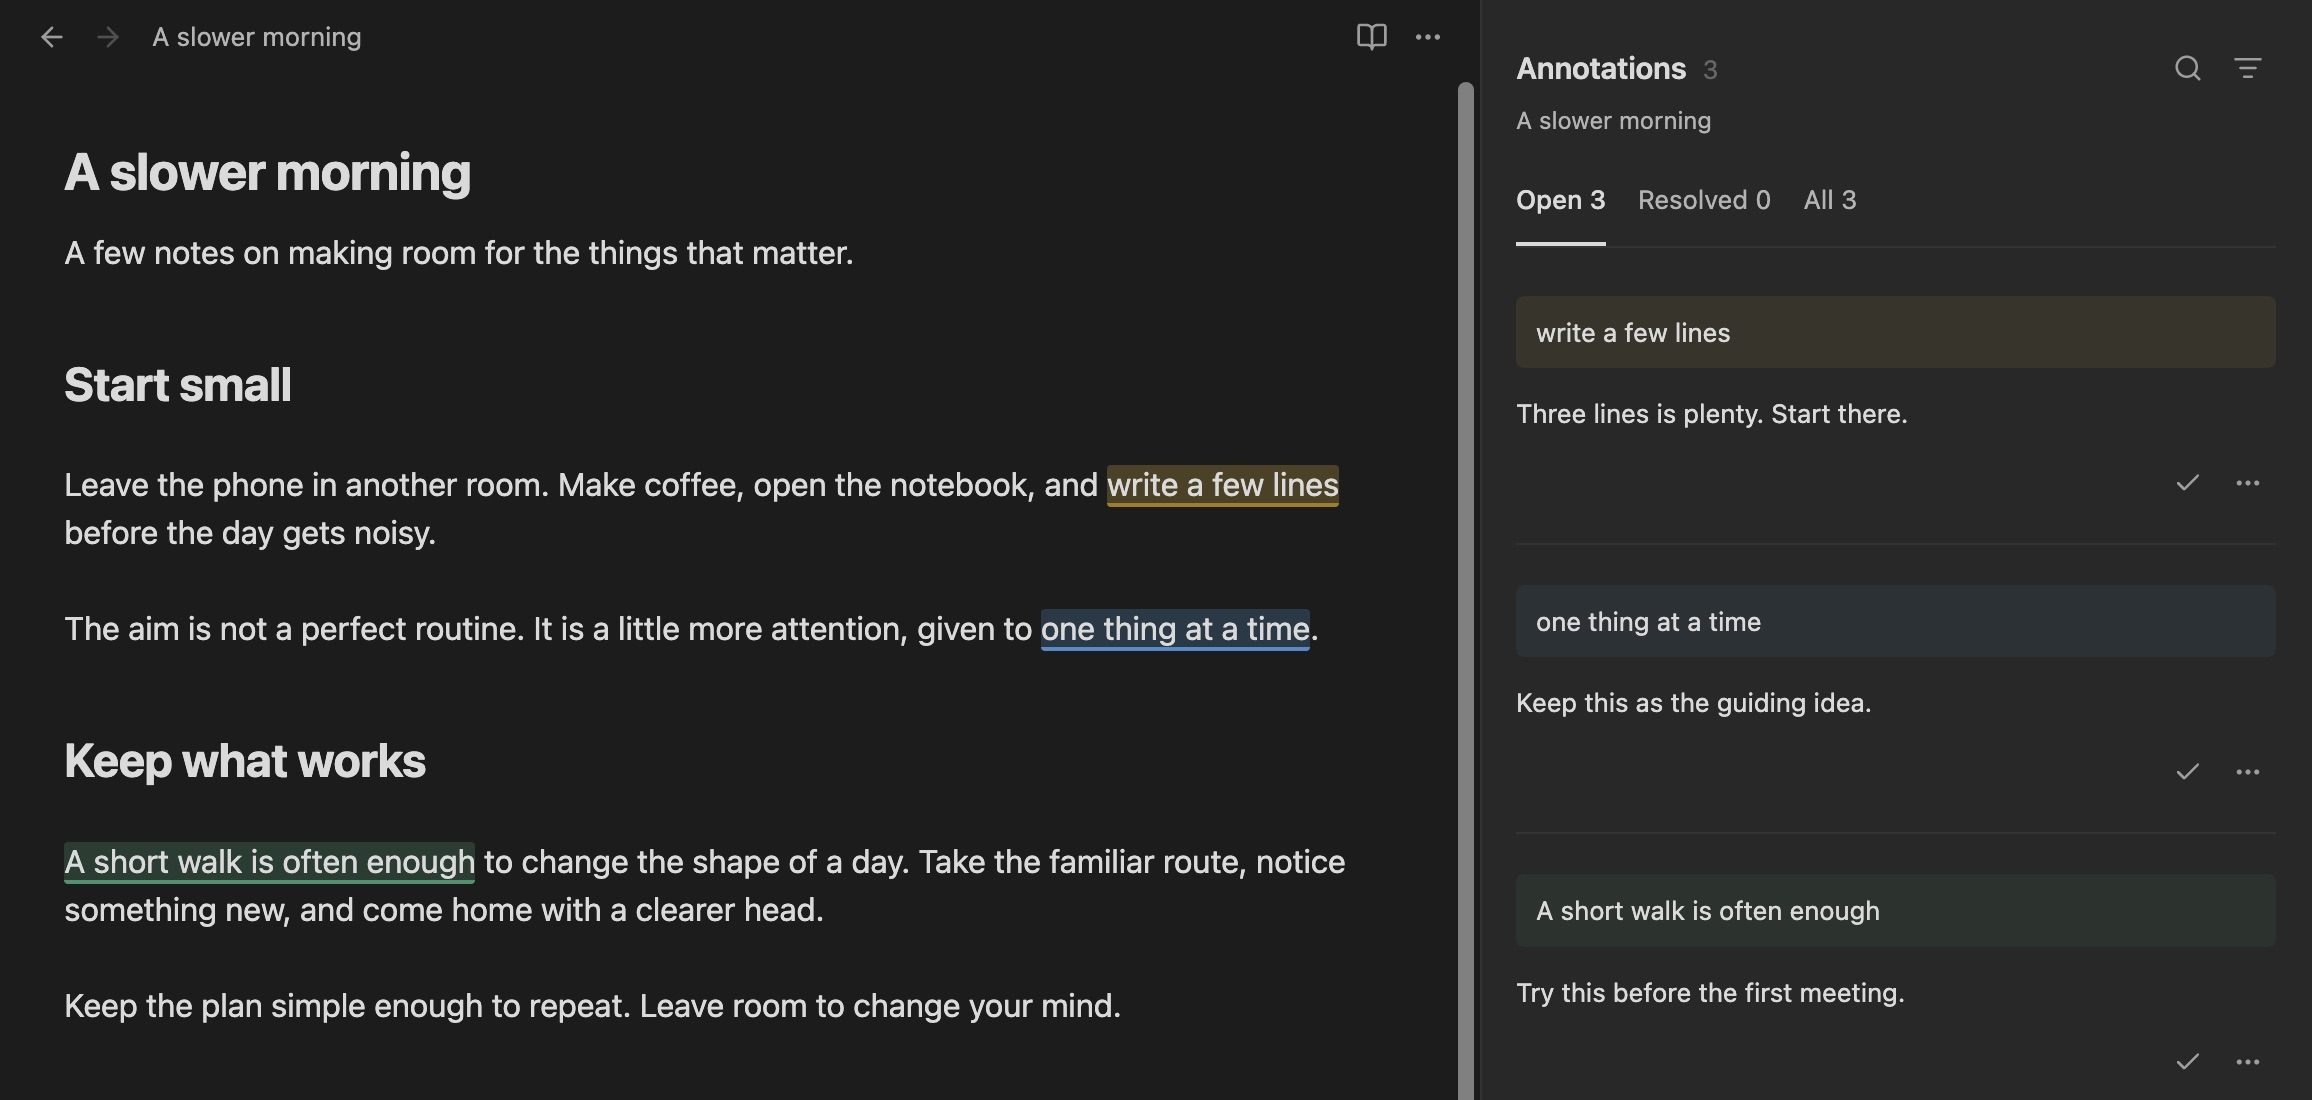 A slower morning
A slower morning
A few notes on making room for the things that matter.
Start small
Leave the phone in another room. Make coffee, open the notebook, and write a few lines
before the day gets noisy.
The aim is not a perfect routine. It is a little more attention, given to one thing at a time.
Keep what works
A short walk is often enough to change the shape of a day. Take the familiar route, notice
something new, and come home with a clearer head.
Keep the plan simple enough to repeat. Leave room to change your mind.
Annotations 3
A slower morning
Open 3 Resolved 0 All 3
write a few lines
Three lines is plenty. Start there.
one thing at a time
Keep this as the guiding idea.
A short walk is often enough
Try this before the first meeting.